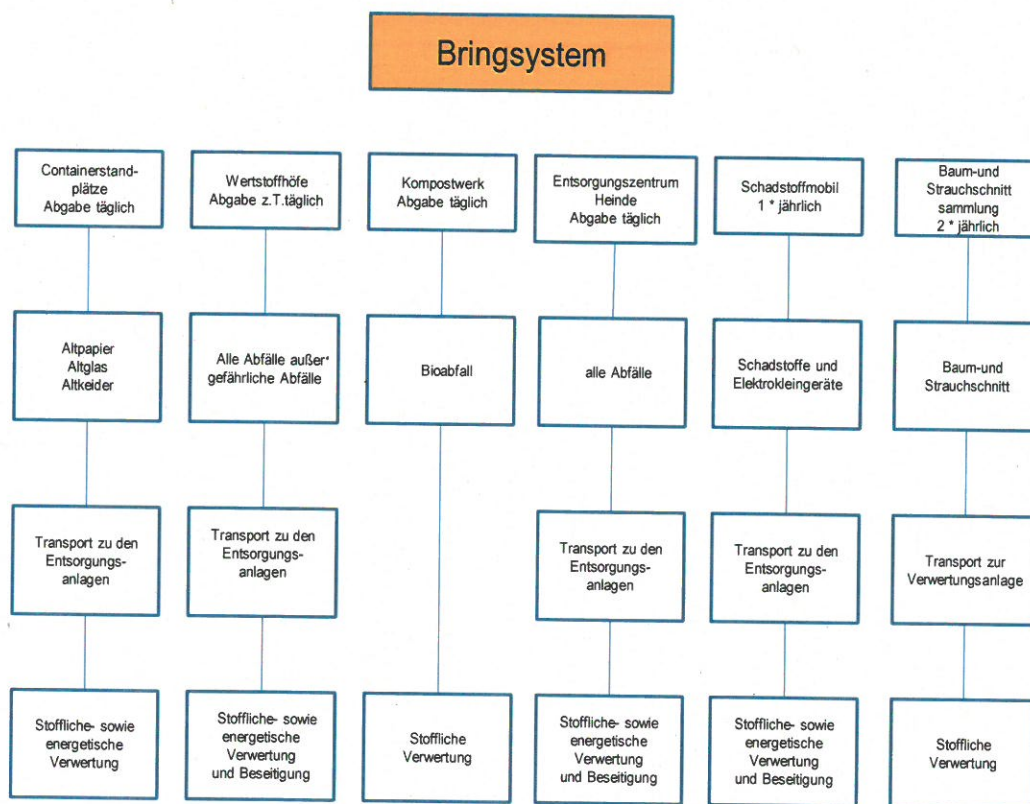 Bringsystem
Containerstand-
plätze
Abgabe täglich
Wertstoffhöfe
Abgabe z.T.täglich
Kompostwerk
Abgabe täglich
Entsorgungszentrum
Heinde
Abgabe täglich
Schadstoffmobil
1 * jährlich
Baum-und
Strauchschnitt
sammlung
2 * jährlich
Altpapier
Altglas
Altkeider
Alle Abfälle außer
gefährliche Abfälle
Bioabfall
alle Abfälle
Schadstoffe und
Elektrokleingeräte
Baum-und
Strauchschnitt
Transport zu den
Entsorgungs-
anlagen
Transport zu den
Entsorgungs-
anlagen
Transport zu den
Entsorgungs-
anlagen
Transport zu den
Entsorgungs-
anlagen
Transport zur
Verwertungsanlage
Stoffliche- sowie
energetische
Verwertung
Stoffliche- sowie
energetische
Verwertung
und Beseitigung
Stoffliche
Verwertung
Stoffliche- sowie
energetische
Verwertung
und Beseitigung
Stoffliche- sowie
energetische
Verwertung
und Beseitigung
Stoffliche
Verwertung